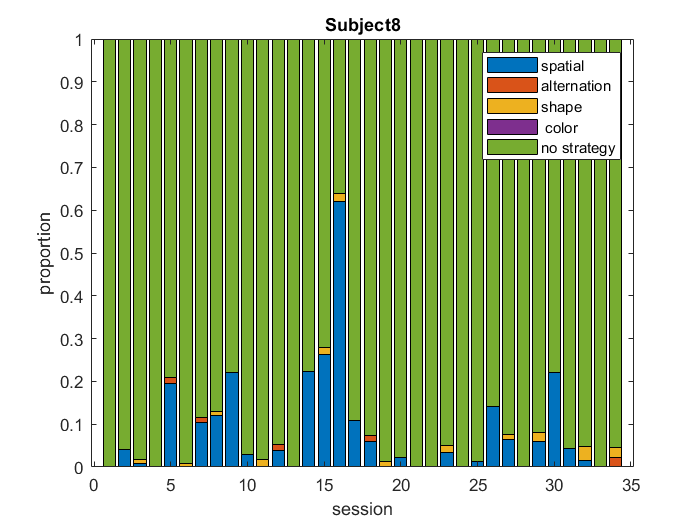 Subject8
1
0.9
0.8
0.7
0.6
0.5
0.4
0.3
0.2
0.1
0
proportion
spatial
alternation
shape
color
no strategy
0 5 10 15 20 25 30 35
session